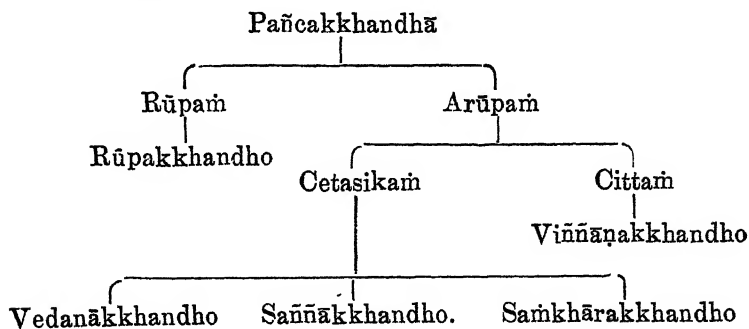 Pañcakkhandhā
Rūpaṁ Arūpaṁ
Rūpakkhandho
Cetasikaṁ Cittaṁ
Viññāṇakkhandho
Vedanākkhandho Saññākkhandho. Saṁkhārakkhandho